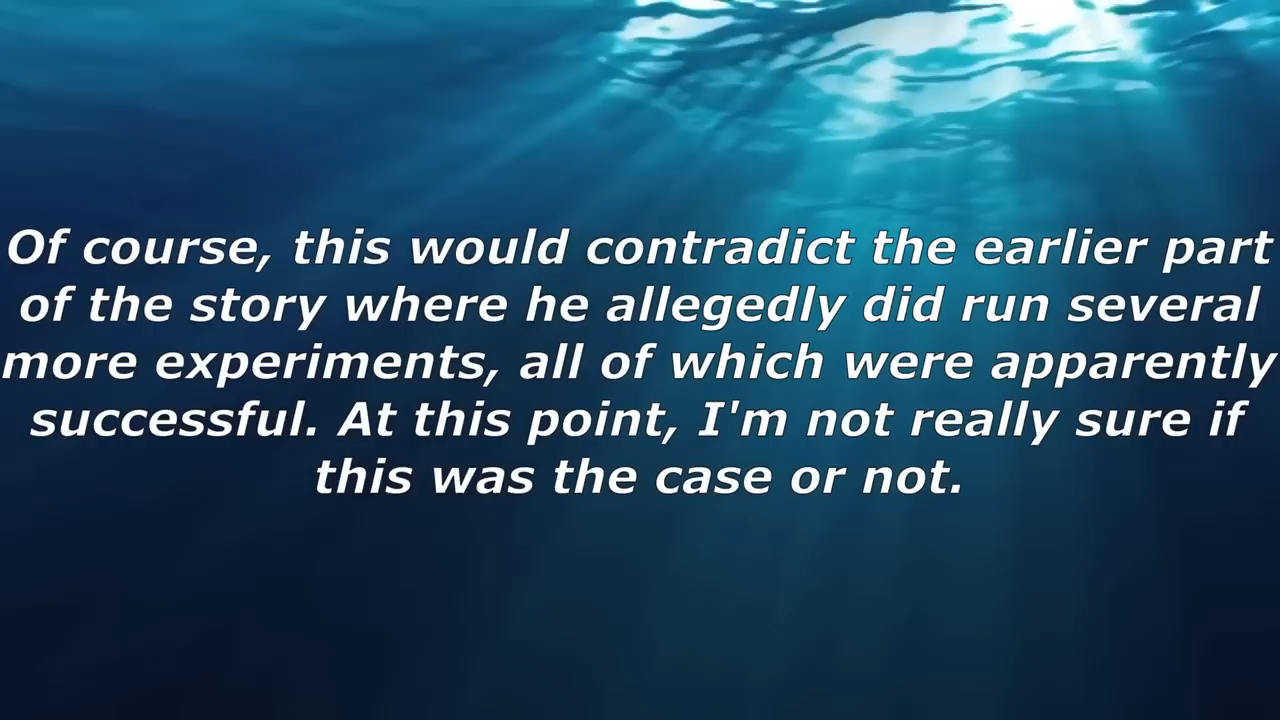 Of course, this would contradict the earlier part
of the story where he allegedly did run several
more experiments, all of which were apparently
successful. At this point, I'm not really sure if
this was the case or not.